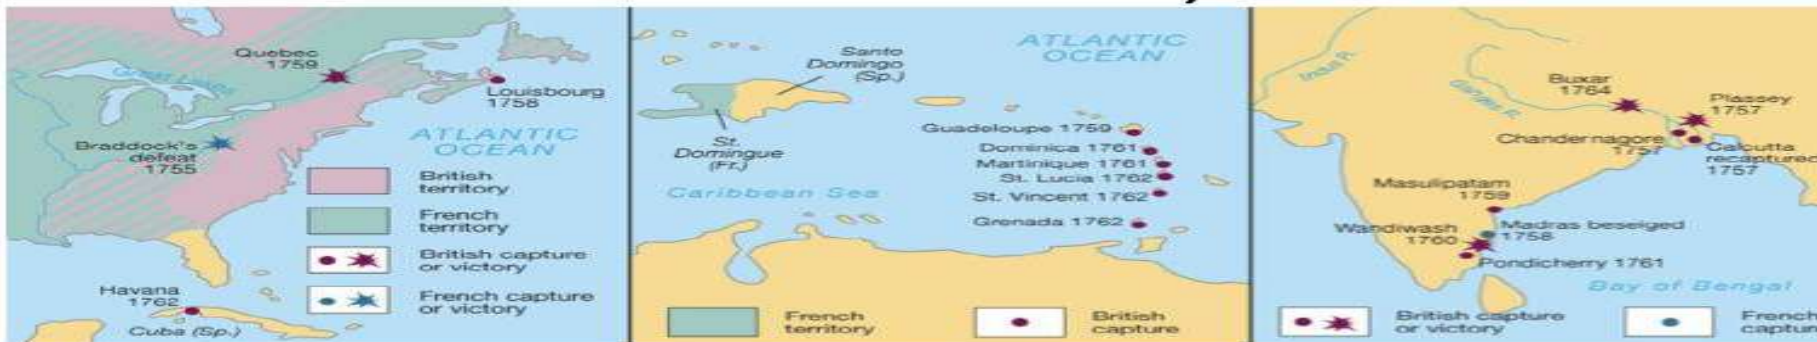 Quebec
1759
Great Lakes
Louisbourg
1758
ATLANTIC
OCEAN
Braddock's
defeat
1755
British
territory
French
territory
British capture
or victory
French capture
or victory
Havana
1762
Cuba (Sp.)
Santo
Domingo
(Sp.)
ATLANTIC
OCEAN
St.
Domingue
(Fr.)
Caribbean Sea
Guadeloupe 1759
Dominica 1761
Martinique 1761
St. Lucia 1762
St. Vincent 1762
Grenada 1762
French
territory
British
capture
Indus R.
Ganges R.
Buxar
1764
Plassey
1757
Chandernagore
1757
Calcutta
recaptured
1757
Masulipatam
1759
Madras beseiged
1758
Wandiwash
1760
Pondicherry 1761
Bay of Bengal
British capture
or victory
French
captur